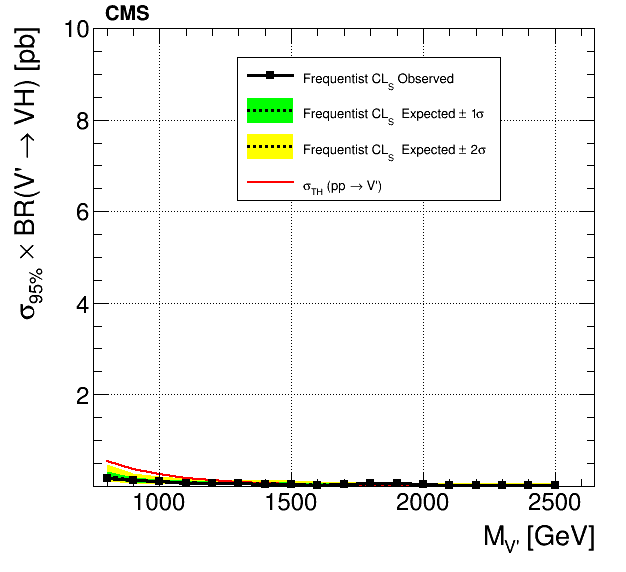 CMS
σ95% × BR(V' → VH) [pb]
10
8
6
4
2
Frequentist CLS Observed
Frequentist CLS Expected ± 1σ
Frequentist CLS Expected ± 2σ
σTH (pp → V')
1000 1500 2000 2500
MV' [GeV]